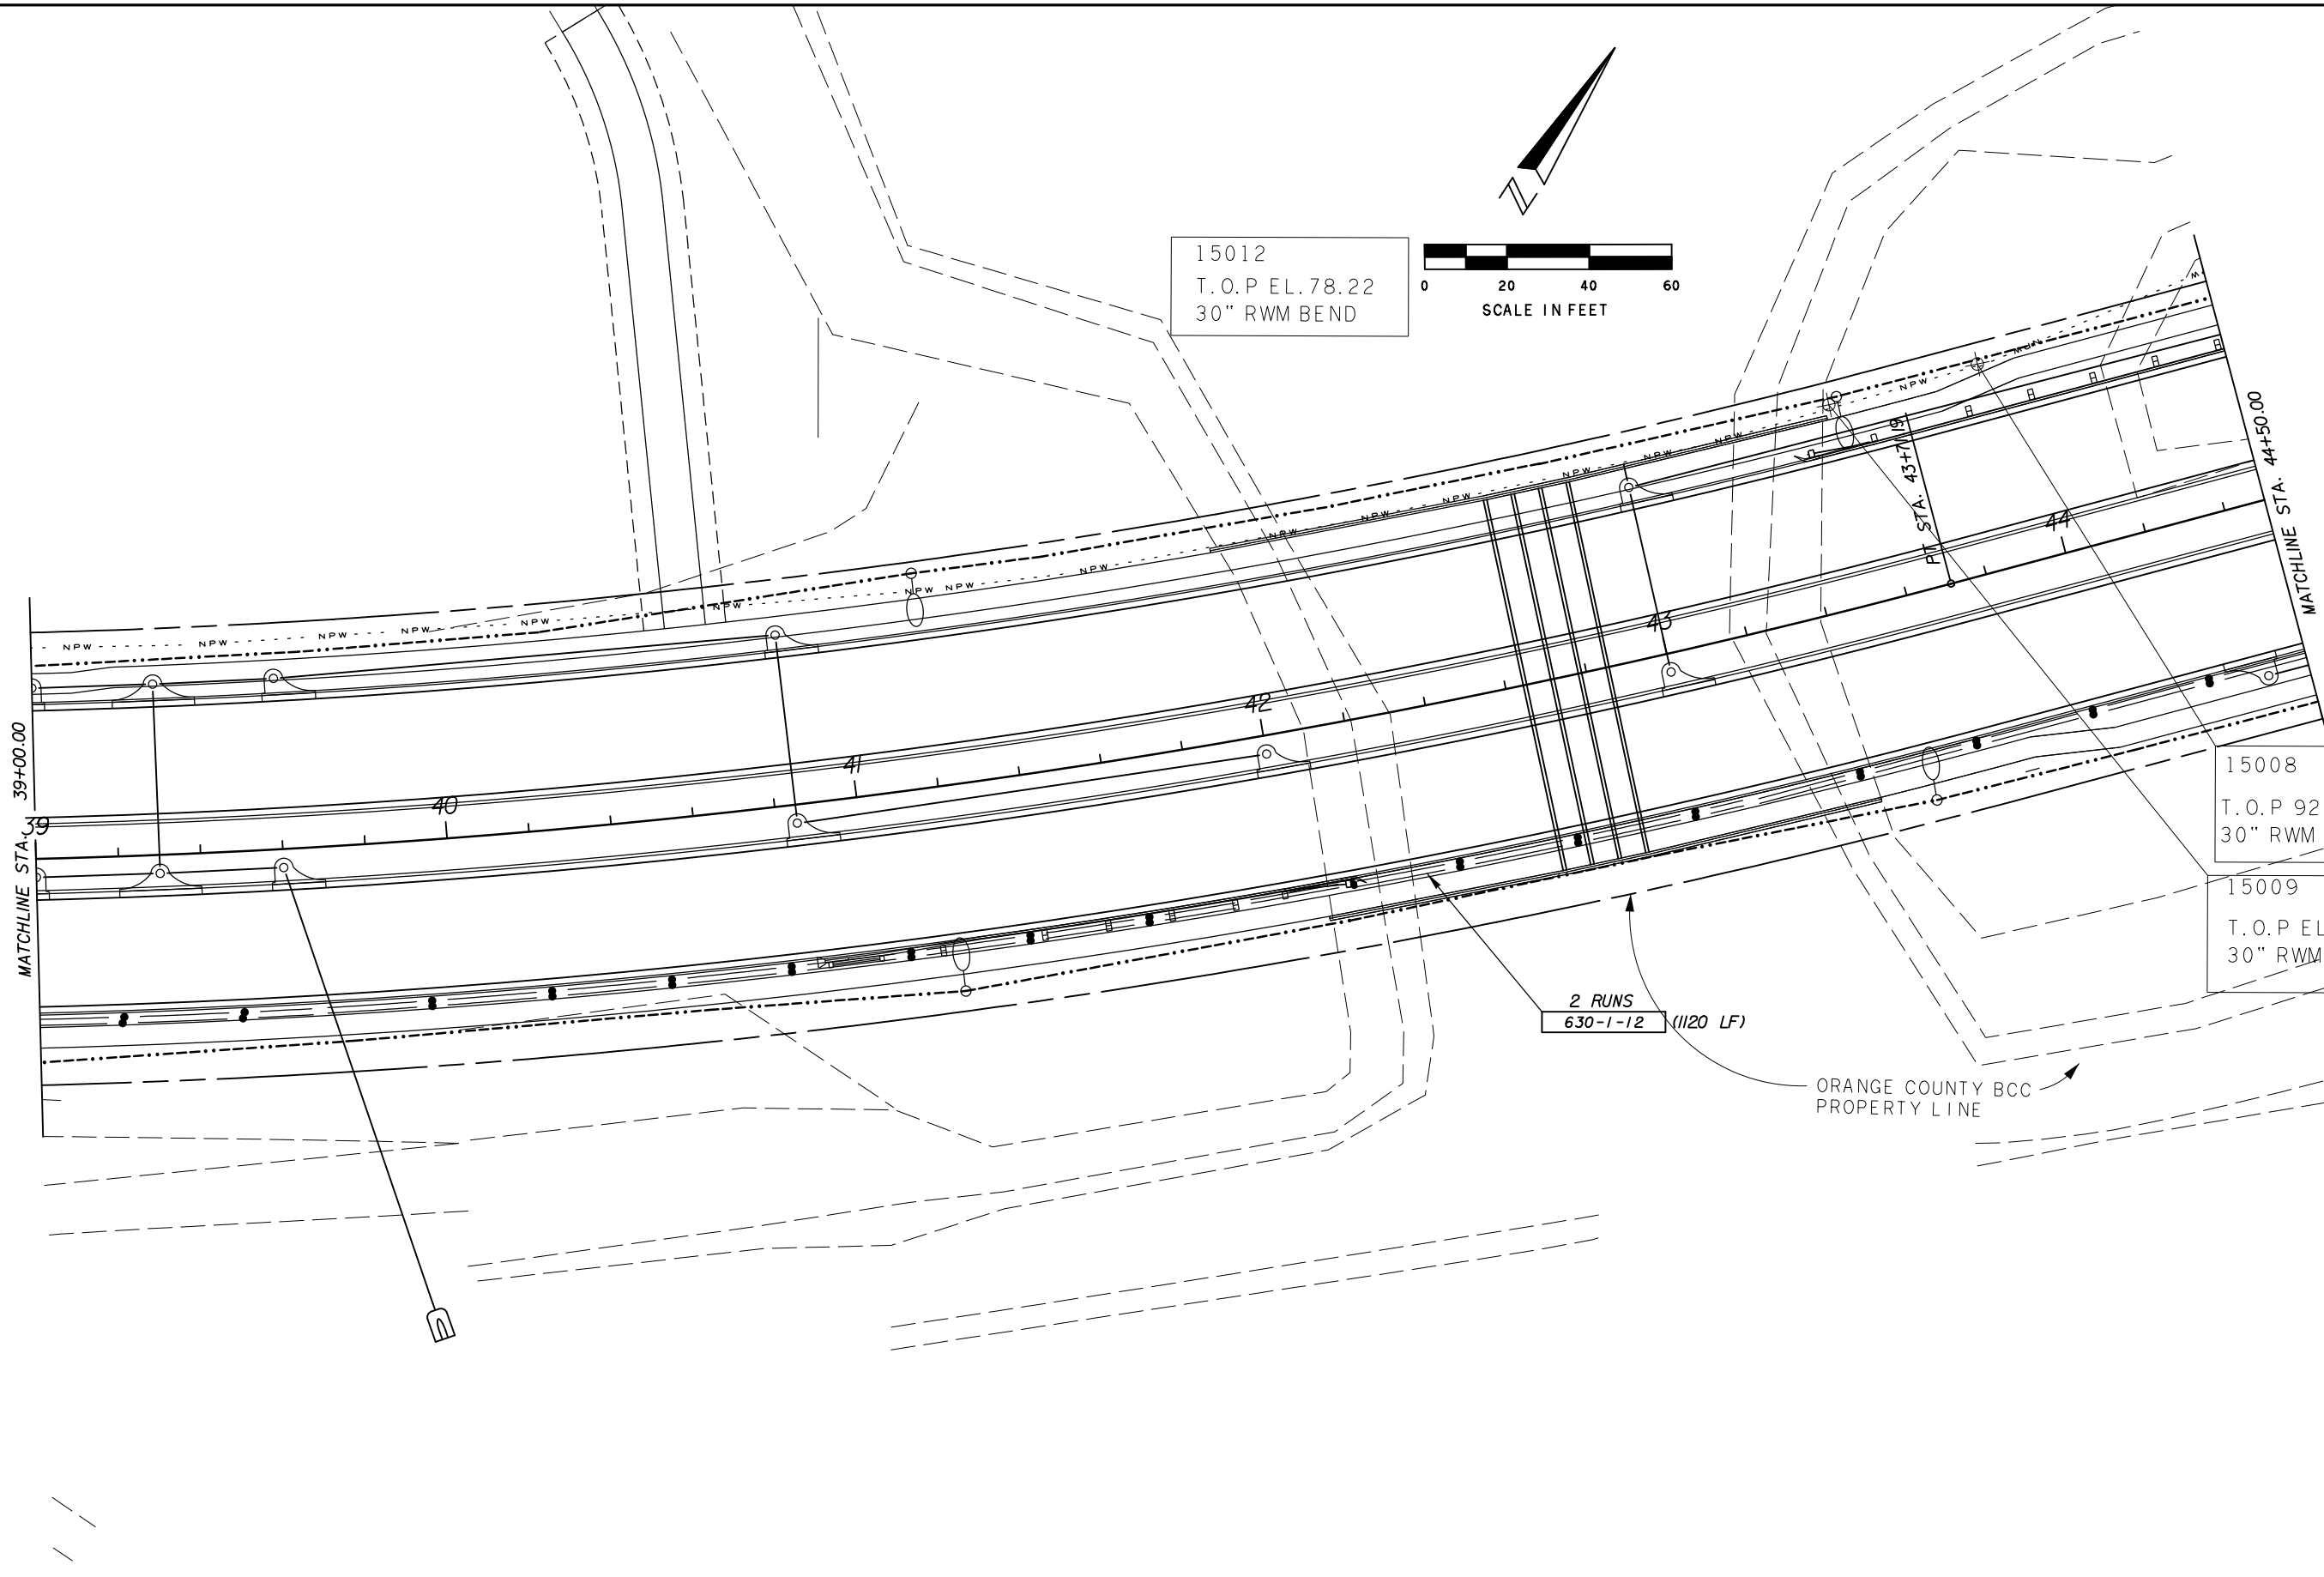 15012
T.O.P EL.78.22
30" RWM BEND
N
0 20 40 60
SCALE IN FEET
NPW NPW NPW NPW NPW NPW NPW NPW NPW NPW NPW NPW NPW NPW NPW NPW NPW
MATCHLINE STA. 39+00.00
39
40
41
42
43
44
PT STA. 43+71.19
MATCHLINE STA. 44+50.00
15008
T.O.P 92
30" RWM
15009
T.O.P EL
30" RWM
2 RUNS
630-1-12 (1120 LF)
ORANGE COUNTY BCC
PROPERTY LINE